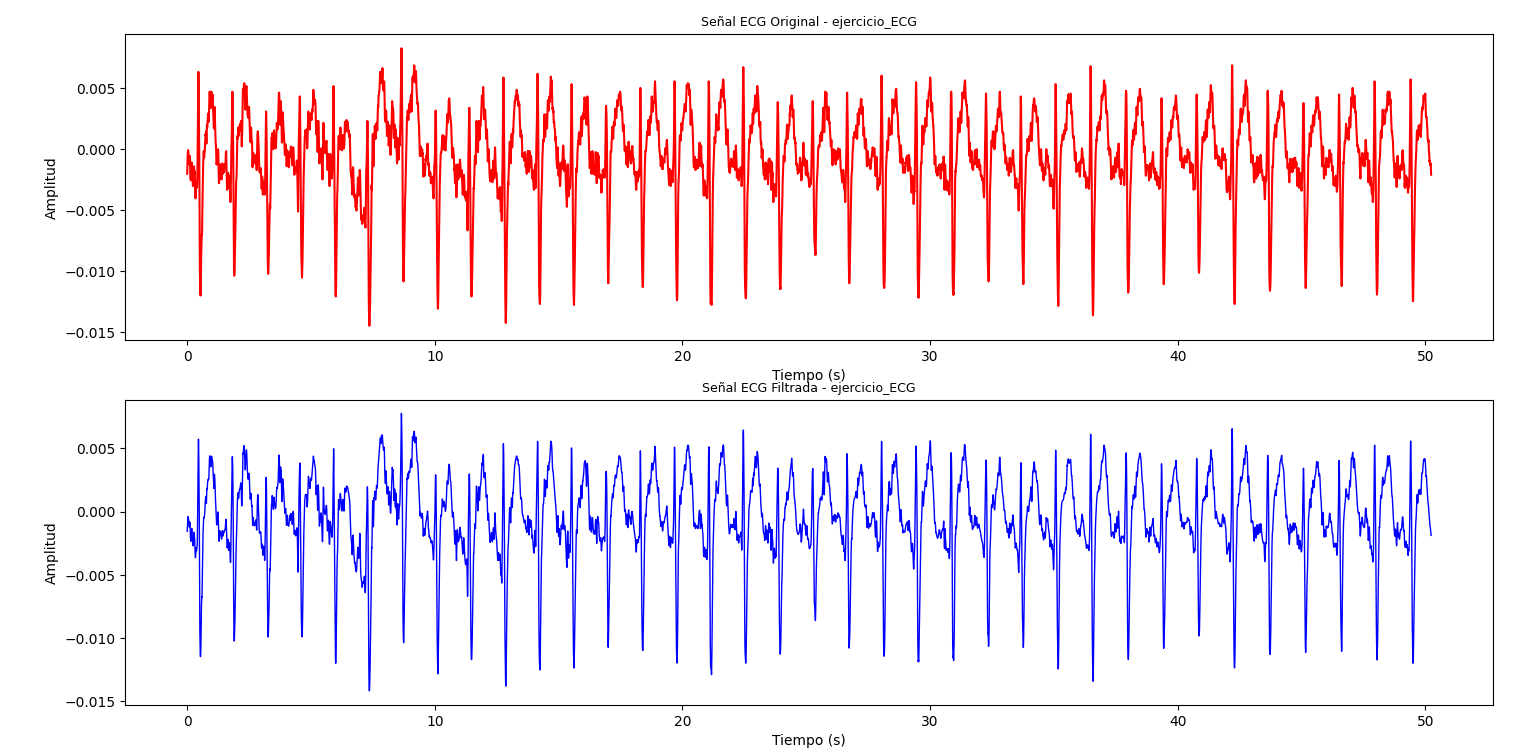 Señal ECG Original - ejercicio_ECG
Amplitud
0.005
0.000
−0.005
−0.010
−0.015
0 10 20 30 40 50
Tiempo (s)
Señal ECG Filtrada - ejercicio_ECG
Amplitud
0.005
0.000
−0.005
−0.010
−0.015
0 10 20 30 40 50
Tiempo (s)